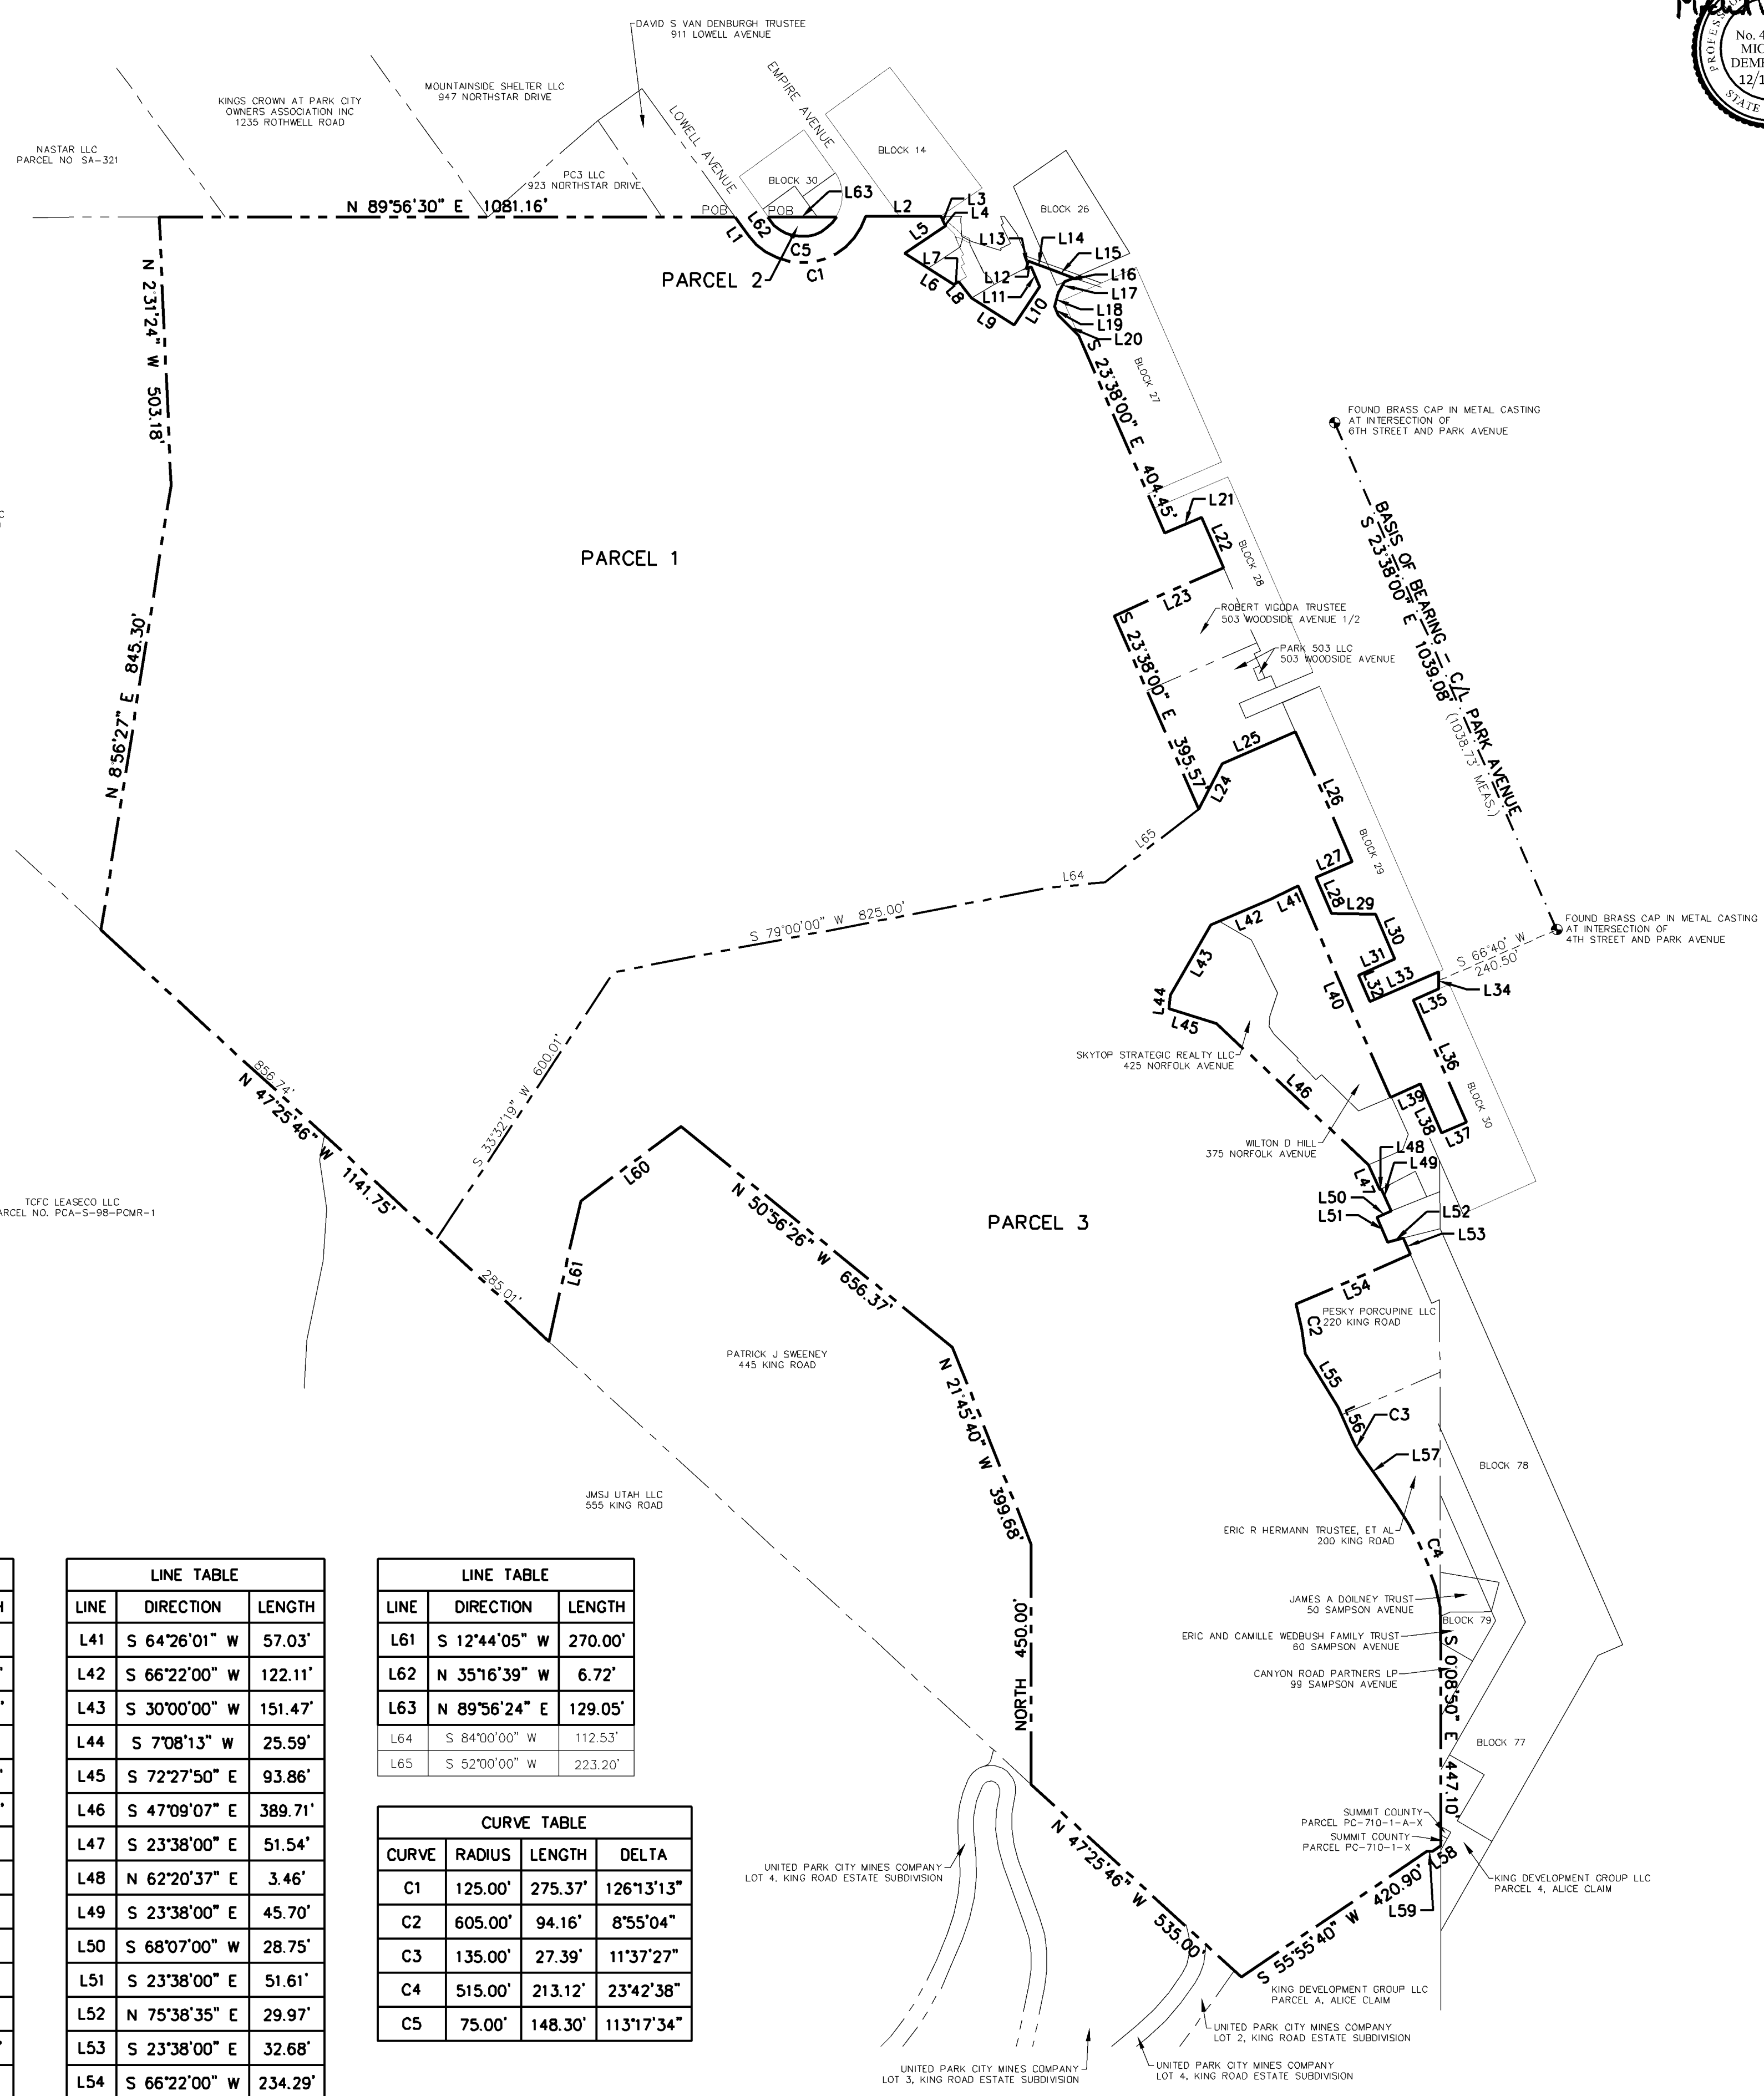 DAVID S VAN DENBURGH TRUSTEE
911 LOWELL AVENUE
PROFESS
No. 4
MIC
DEMP
12/1
STATE
EMPIRE AVENUE
MOUNTAINSIDE SHELTER LLC
947 NORTHSTAR DRIVE
KINGS CROWN AT PARK CITY
OWNERS ASSOCIATION INC
1235 ROTHWELL ROAD
LOWELL AVENUE
NASTAR LLC
PARCEL NO SA-321
BLOCK 14
PC3 LLC
923 NORTHSTAR DRIVE
BLOCK 30
L63
N 89°56'30" E 1081.16'
POB
POB
L62
L1
C5
C1
L2
L3
L4
L5
BLOCK 26
PARCEL 2
L7
L6
L8
L9
L10
L11
L12
L13
L14
L15
L16
L17
L18
L19
L20
N 2°31'24" W 503.18'
S 23°38'00" E 404.45'
BLOCK 27
FOUND BRASS CAP IN METAL CASTING
AT INTERSECTION OF
6TH STREET AND PARK AVENUE
BASIS OF BEARING - C/L PARK AVENUE
S 23°38'00" E 1039.08'
(1038.73' MEAS.)
L21
L22
BLOCK 28
PARCEL 1
L23
ROBERT VIGODA TRUSTEE
503 WOODSIDE AVENUE 1/2
PARK 503 LLC
503 WOODSIDE AVENUE
N 8°56'27" E 845.30'
S 23°38'00" E 395.57'
L25
L24
L26
L65
L64
BLOCK 29
L27
L28
L29
L30
L31
L32
L33
L34
L35
L36
L37
L38
L39
L40
L41
L42
L43
L44
L45
L46
S 79°00'00" W 825.00'
FOUND BRASS CAP IN METAL CASTING
AT INTERSECTION OF
4TH STREET AND PARK AVENUE
S 66°40' W
240.50'
SKYTOP STRATEGIC REALTY LLC
425 NORFOLK AVENUE
856.74'
N 47°25'46" W 1141.75'
S 33°32'19" W 600.01'
BLOCK 30
WILTON D HILL
375 NORFOLK AVENUE
L47
L48
L49
L50
L51
L52
L53
L54
TCFC LEASECO LLC
ARCEL NO. PCA-S-98-PCMR-1
L60
L61
N 50°56'26" W 656.37'
PARCEL 3
285.01'
PESKY PORCUPINE LLC
220 KING ROAD
C2
PATRICK J SWEENEY
445 KING ROAD
N 21°45'40" W 399.68'
L55
L56
C3
L57
BLOCK 78
JMSJ UTAH LLC
555 KING ROAD
ERIC R HERMANN TRUSTEE, ET AL
200 KING ROAD
C4
JAMES A DOILNEY TRUST
50 SAMPSON AVENUE
BLOCK 79
ERIC AND CAMILLE WEDBUSH FAMILY TRUST
60 SAMPSON AVENUE
CANYON ROAD PARTNERS LP
99 SAMPSON AVENUE
S 0°08'50" E 447.10'
NORTH 450.00'
BLOCK 77
SUMMIT COUNTY
PARCEL PC-710-1-A-X
SUMMIT COUNTY
PARCEL PC-710-1-X
L58
L59
N 47°25'46" W 535.00'
S 55°55'40" W 420.90'
KING DEVELOPMENT GROUP LLC
PARCEL 4, ALICE CLAIM
UNITED PARK CITY MINES COMPANY
LOT 4. KING ROAD ESTATE SUBDIVISION
KING DEVELOPMENT GROUP LLC
PARCEL A, ALICE CLAIM
UNITED PARK CITY MINES COMPANY
LOT 2, KING ROAD ESTATE SUBDIVISION
UNITED PARK CITY MINES COMPANY
LOT 4, KING ROAD ESTATE SUBDIVISION
UNITED PARK CITY MINES COMPANY
LOT 3, KING ROAD ESTATE SUBDIVISION
LINE TABLE
LINE DIRECTION LENGTH
L41 S 64°26'01" W 57.03'
L42 S 66°22'00" W 122.11'
L43 S 30°00'00" W 151.47'
L44 S 7°08'13" W 25.59'
L45 S 72°27'50" E 93.86'
L46 S 47°09'07" E 389.71'
L47 S 23°38'00" E 51.54'
L48 N 62°20'37" E 3.46'
L49 S 23°38'00" E 45.70'
L50 S 68°07'00" W 28.75'
L51 S 23°38'00" E 51.61'
L52 N 75°38'35" E 29.97'
L53 S 23°38'00" E 32.68'
L54 S 66°22'00" W 234.29'
LINE TABLE
LINE DIRECTION LENGTH
L61 S 12°44'05" W 270.00'
L62 N 35°16'39" W 6.72'
L63 N 89°56'24" E 129.05'
L64 S 84°00'00" W 112.53'
L65 S 52°00'00" W 223.20'
CURVE TABLE
CURVE RADIUS LENGTH DELTA
C1 125.00' 275.37' 126°13'13"
C2 605.00' 94.16' 8°55'04"
C3 135.00' 27.39' 11°37'27"
C4 515.00' 213.12' 23°42'38"
C5 75.00' 148.30' 113°17'34"